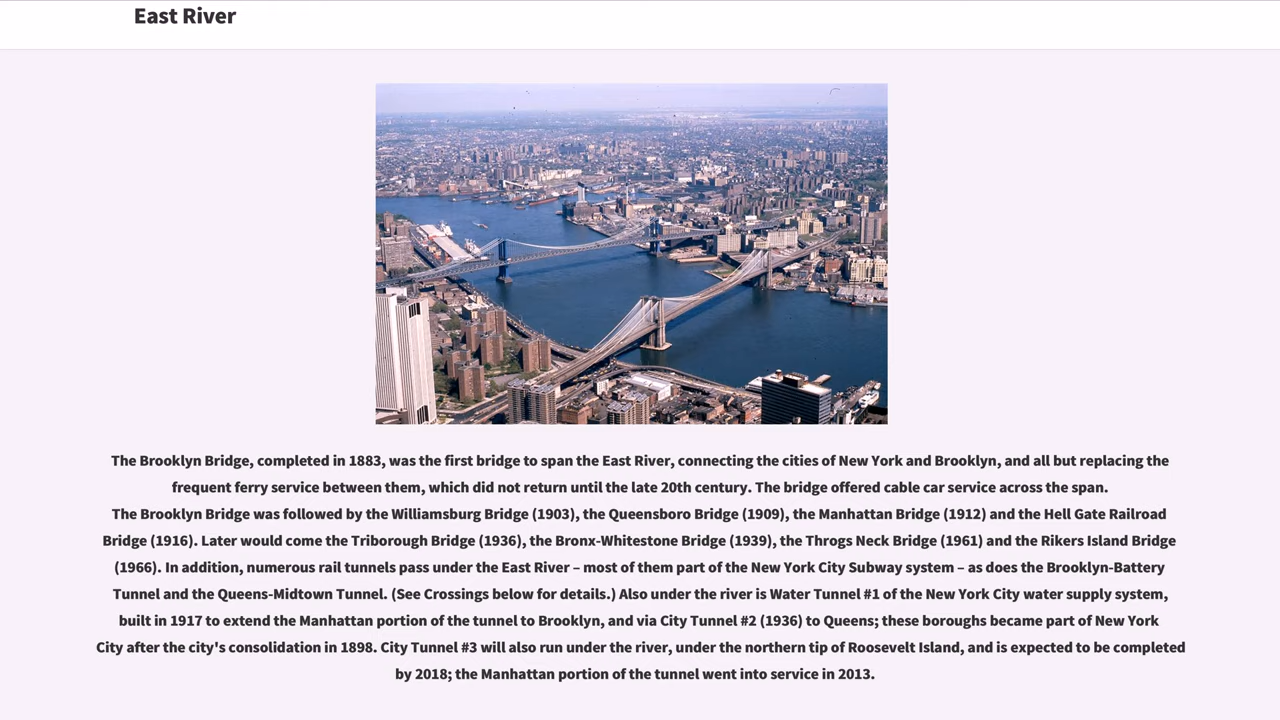 East River
The Brooklyn Bridge, completed in 1883, was the first bridge to span the East River, connecting the cities of New York and Brooklyn, and all but replacing the
frequent ferry service between them, which did not return until the late 20th century. The bridge offered cable car service across the span.
The Brooklyn Bridge was followed by the Williamsburg Bridge (1903), the Queensboro Bridge (1909), the Manhattan Bridge (1912) and the Hell Gate Railroad
Bridge (1916). Later would come the Triborough Bridge (1936), the Bronx-Whitestone Bridge (1939), the Throgs Neck Bridge (1961) and the Rikers Island Bridge
(1966). In addition, numerous rail tunnels pass under the East River – most of them part of the New York City Subway system – as does the Brooklyn-Battery
Tunnel and the Queens-Midtown Tunnel. (See Crossings below for details.) Also under the river is Water Tunnel #1 of the New York City water supply system,
built in 1917 to extend the Manhattan portion of the tunnel to Brooklyn, and via City Tunnel #2 (1936) to Queens; these boroughs became part of New York
City after the city's consolidation in 1898. City Tunnel #3 will also run under the river, under the northern tip of Roosevelt Island, and is expected to be completed
by 2018; the Manhattan portion of the tunnel went into service in 2013.